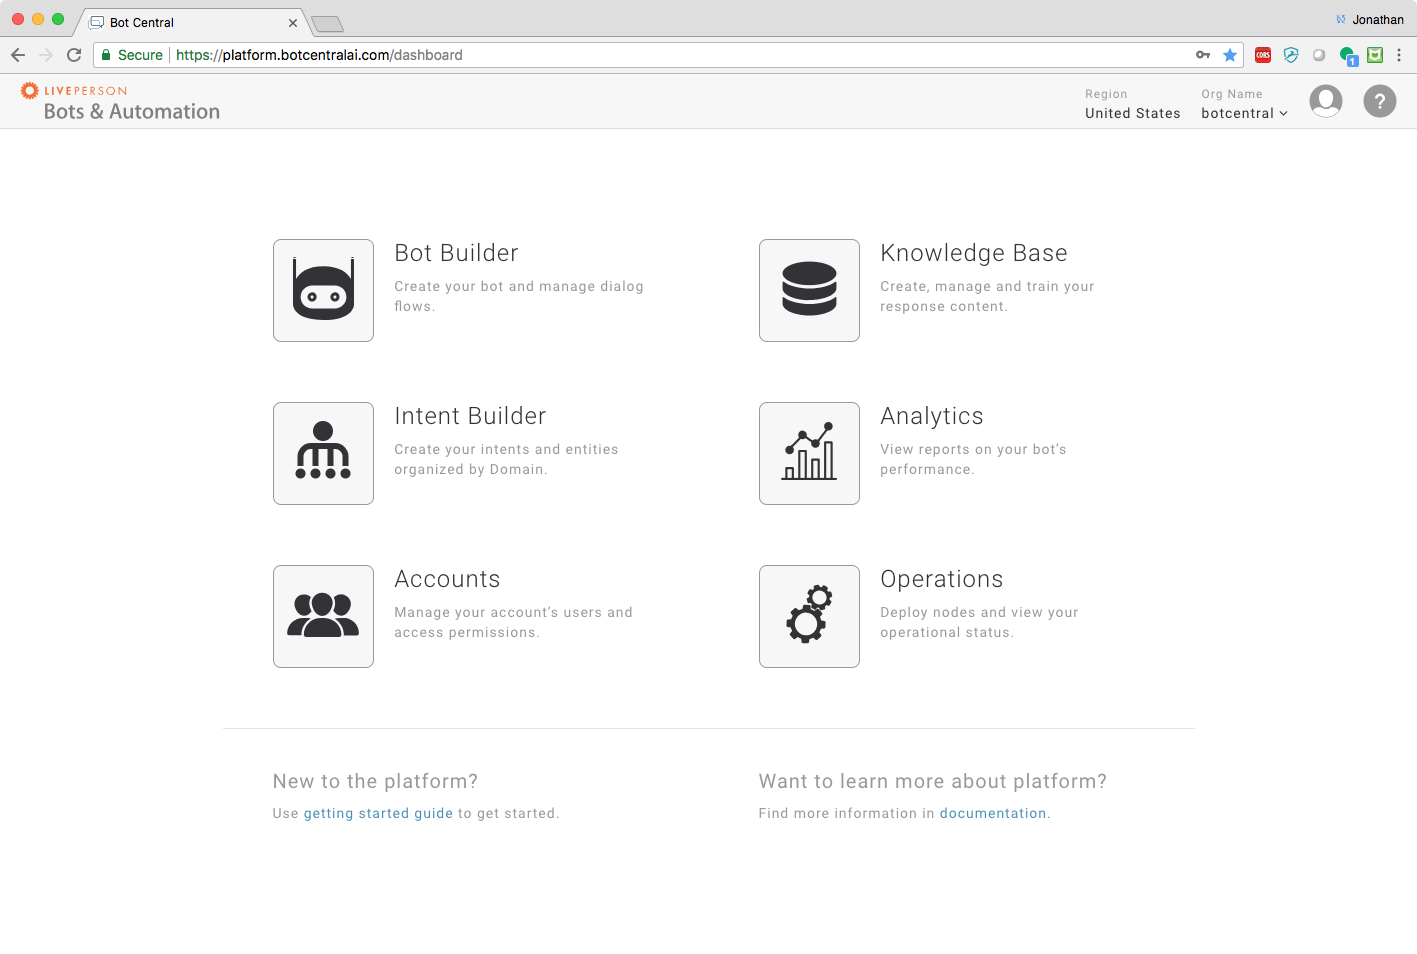 Bot Central
Jonathan
Secure
https://platform.botcentralai.com/dashboard
CORS
1
LIVEPERSON
Bots & Automation
Region
United States
Org Name
botcentral
?
Bot Builder
Create your bot and manage dialog
flows.
Knowledge Base
Create, manage and train your
response content.
Intent Builder
Create your intents and entities
organized by Domain.
Analytics
View reports on your bot’s
performance.
Accounts
Manage your account’s users and
access permissions.
Operations
Deploy nodes and view your
operational status.
New to the platform?
Use getting started guide to get started.
Want to learn more about platform?
Find more information in documentation.